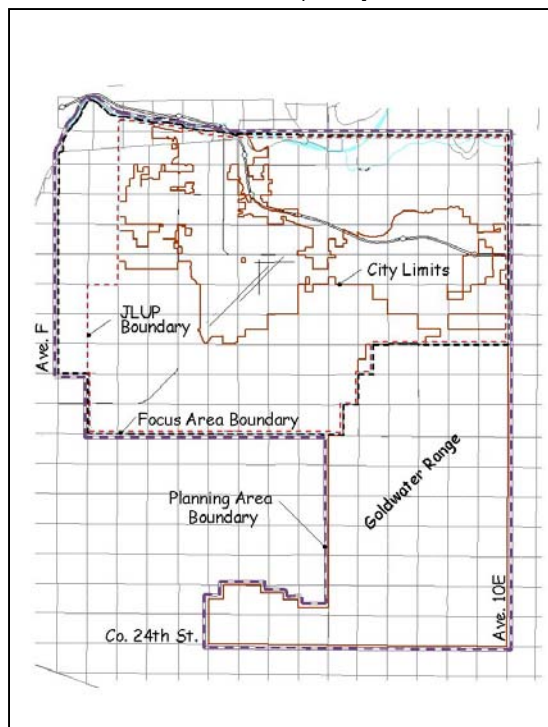 City Limits
JLUP
Boundary
Ave. F
Focus Area Boundary
Goldwater Range
Planning Area
Boundary
Ave. 10E
Co. 24th St.